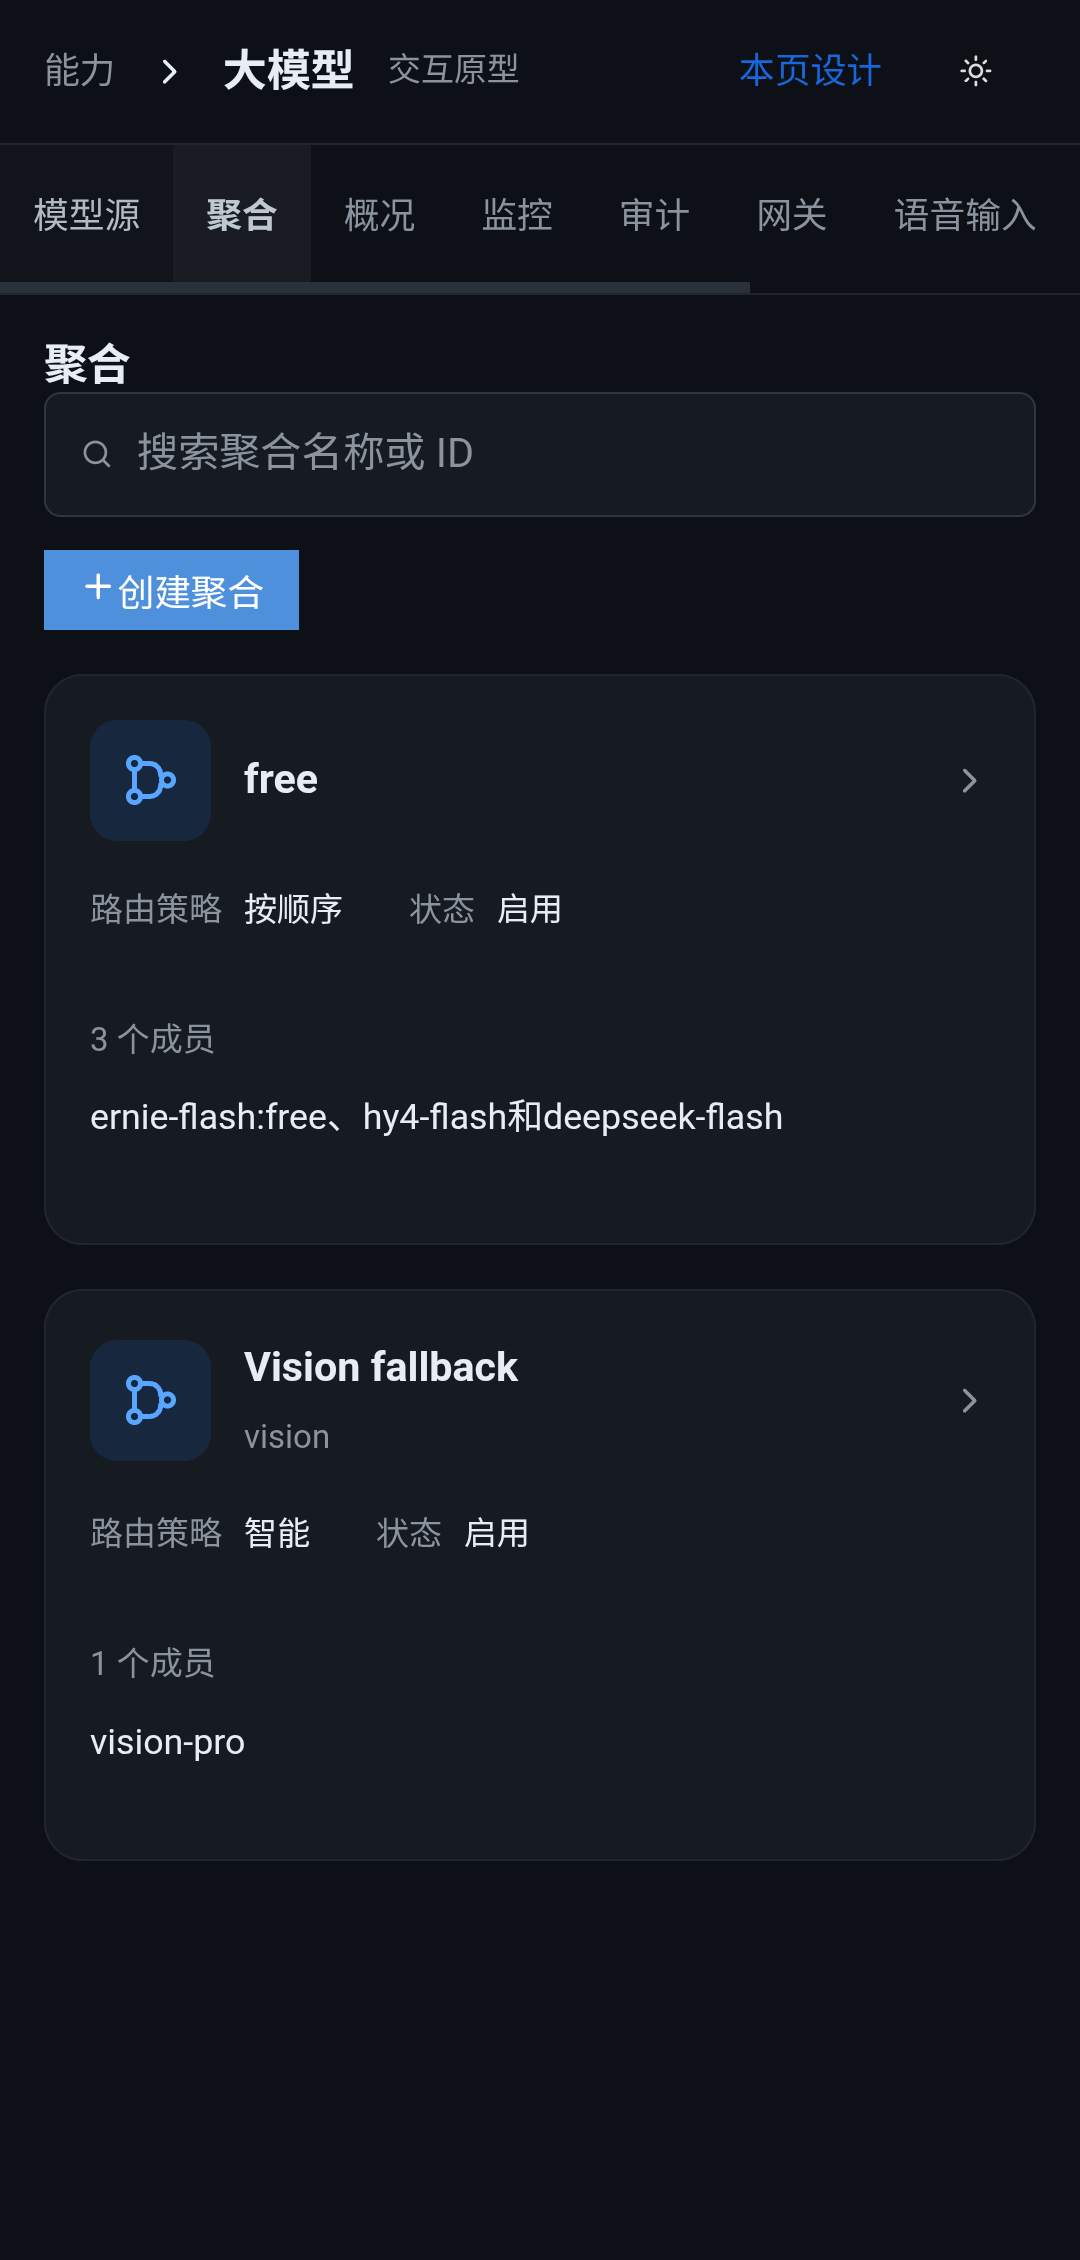 能力 大模型 交互原型 本页设计
模型源 聚合 概况 监控 审计 网关 语音输入
聚合
搜索聚合名称或 ID
创建聚合
free
路由策略 按顺序 状态 启用
3 个成员
ernie-flash:free、hy4-flash和deepseek-flash
Vision fallback
vision
路由策略 智能 状态 启用
1 个成员
vision-pro